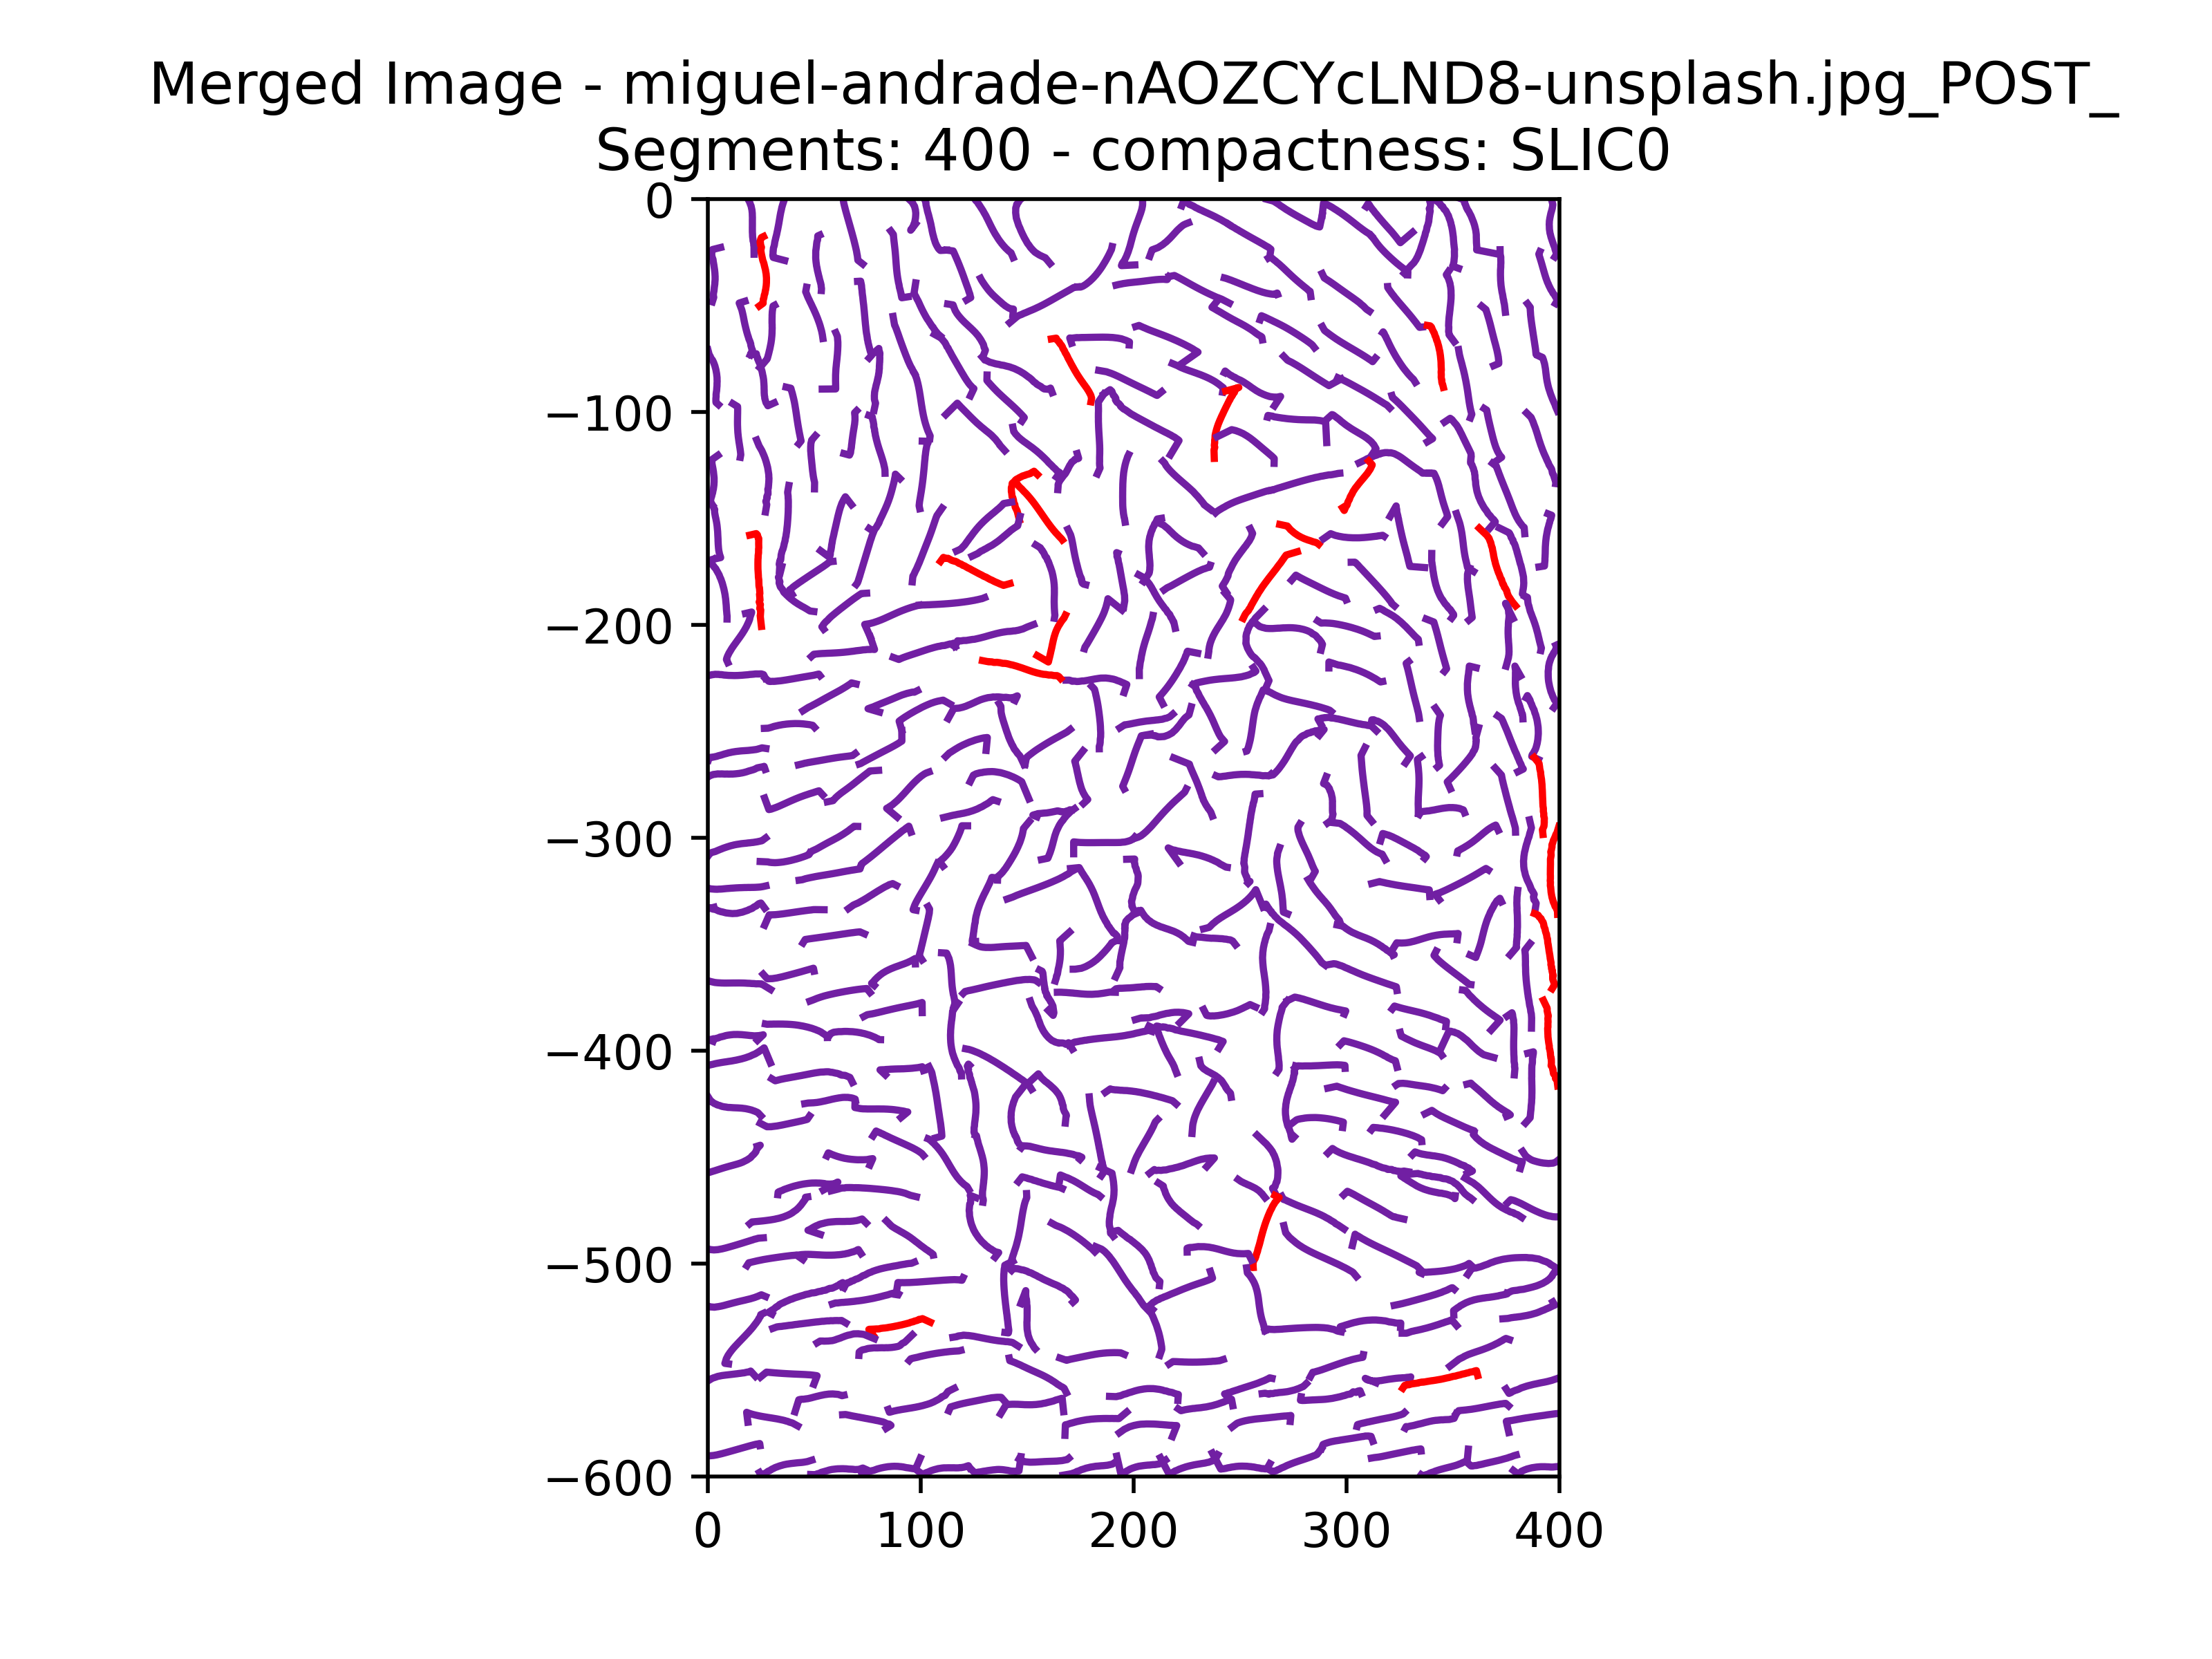 Merged Image - miguel-andrade-nAOZCYcLND8-unsplash.jpg_POST_
Segments: 400 - compactness: SLIC0
0
−100
−200
−300
−400
−500
−600
0 100 200 300 400